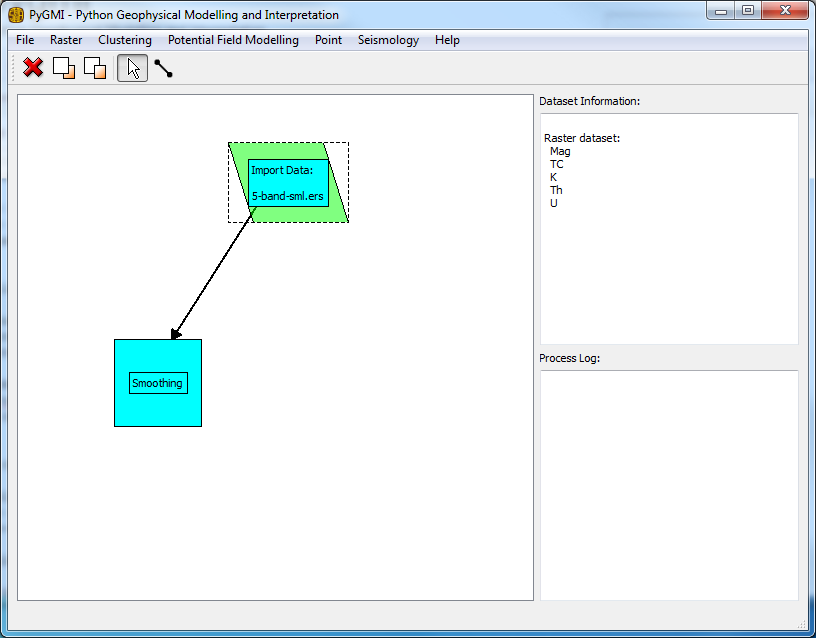 PyGMI - Python Geophysical Modelling and Interpretation
File Raster Clustering Potential Field Modelling Point Seismology Help
Dataset Information:
Raster dataset:
Mag
TC
K
Th
U
Import Data:
5-band-sml.ers
Process Log:
Smoothing